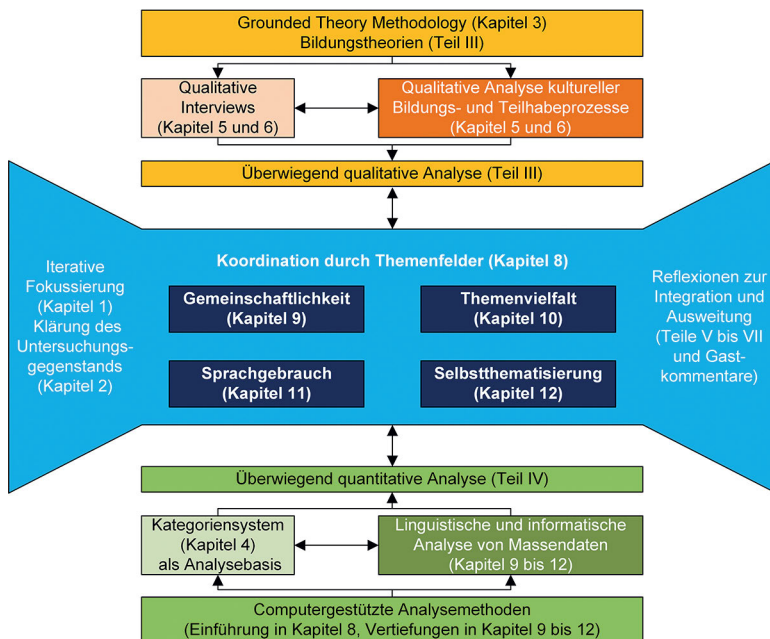 Grounded Theory Methodology (Kapitel 3)
Bildungstheorien (Teil III)
Qualitative
Interviews
(Kapitel 5 und 6)
Qualitative Analyse kultureller
Bildungs- und Teilhabeprozesse
(Kapitel 5 und 6)
Überwiegend qualitative Analyse (Teil III)
Iterative
Fokussierung
(Kapitel 1)
Klärung des
Untersuchungs-
gegenstands
(Kapitel 2)
Koordination durch Themenfelder (Kapitel 8)
Gemeinschaftlichkeit
(Kapitel 9)
Themenvielfalt
(Kapitel 10)
Sprachgebrauch
(Kapitel 11)
Selbstthematisierung
(Kapitel 12)
Reflexionen zur
Integration und
Ausweitung
(Teile V bis VII
und Gast-
kommentare)
Überwiegend quantitative Analyse (Teil IV)
Kategoriensystem
(Kapitel 4)
als Analysebasis
Linguistische und informatische
Analyse von Massendaten
(Kapitel 9 bis 12)
Computergestützte Analysemethoden
(Einführung in Kapitel 8, Vertiefungen in Kapitel 9 bis 12)